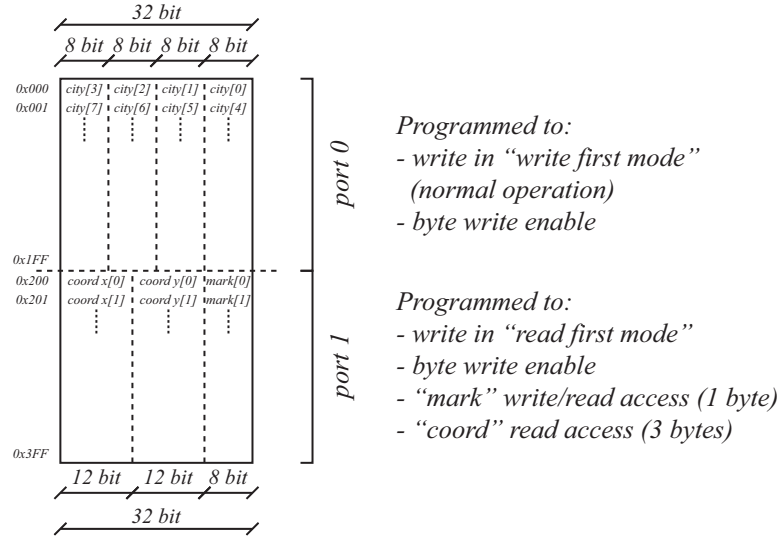 32 bit
8 bit 8 bit 8 bit 8 bit
0x000 city[3] city[2] city[1] city[0]
0x001 city[7] city[6] city[5] city[4]
port 0
Programmed to:
- write in “write first mode”
(normal operation)
- byte write enable
0x1FF
0x200 coord x[0] coord y[0] mark[0]
0x201 coord x[1] coord y[1] mark[1]
port 1
Programmed to:
- write in “read first mode”
- byte write enable
- “mark” write/read access (1 byte)
- “coord” read access (3 bytes)
0x3FF
12 bit 12 bit 8 bit
32 bit